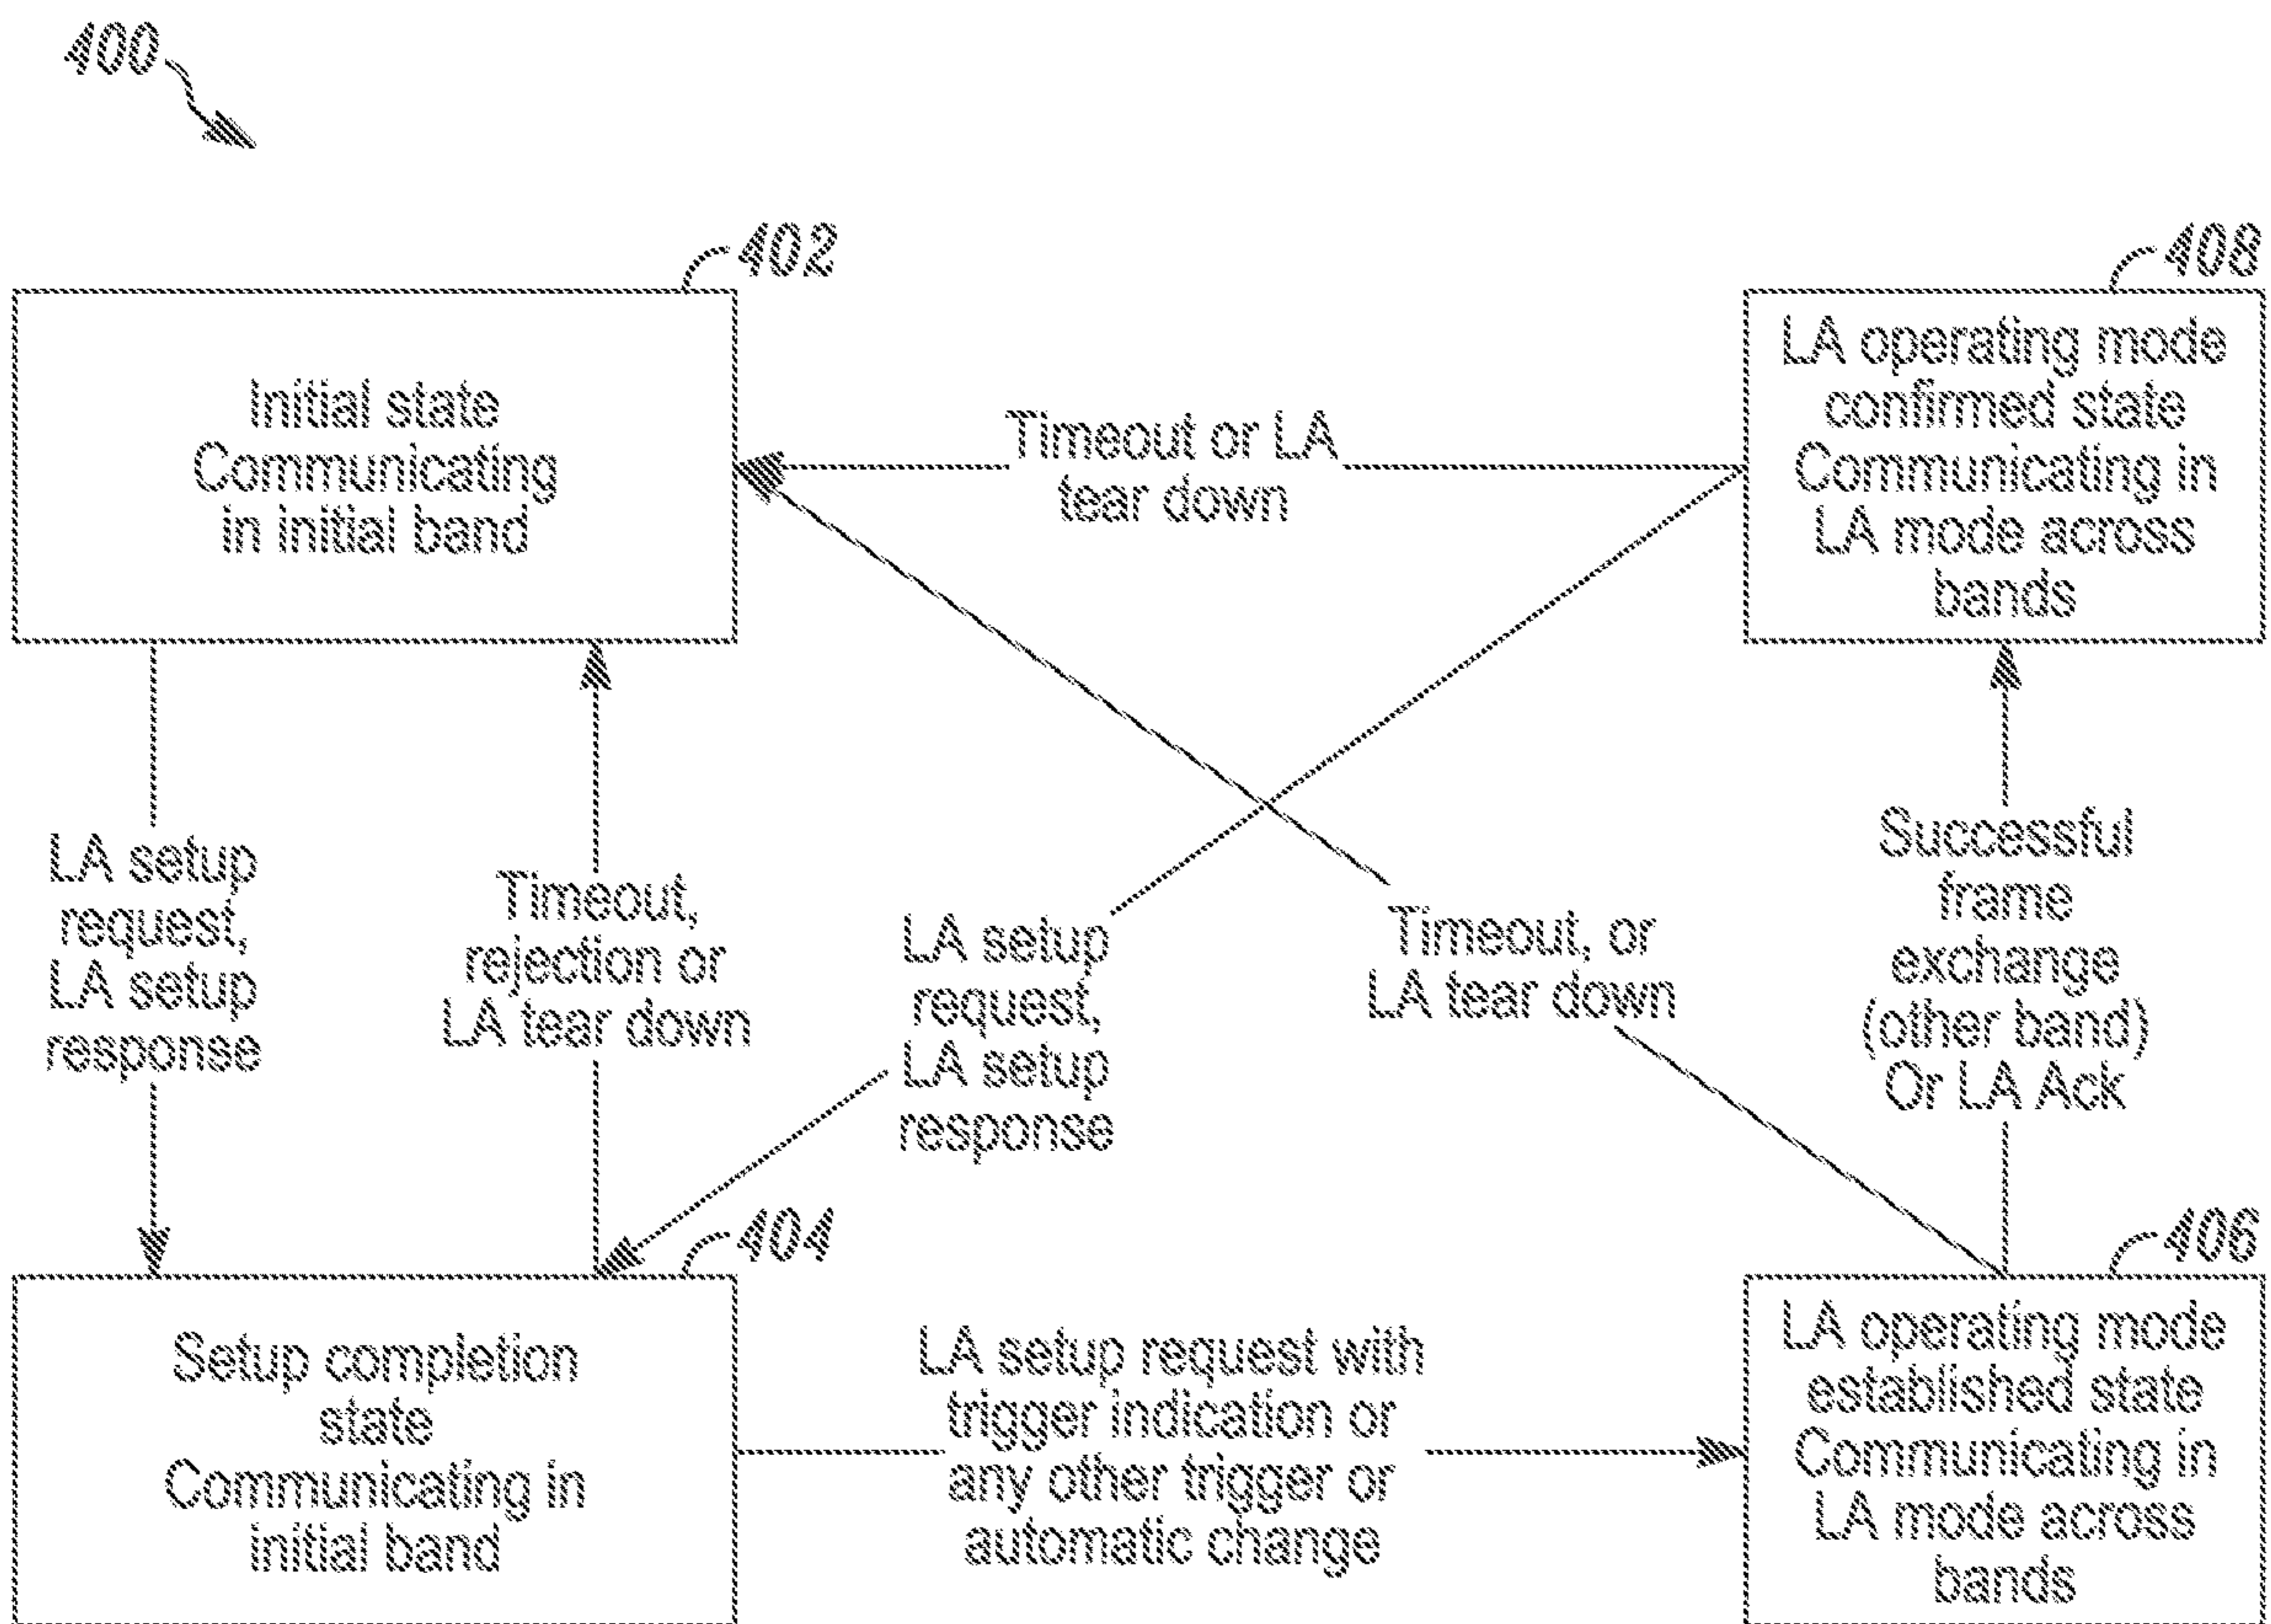 400
402
Initial state
Communicating
in initial band
408
LA operating mode
confirmed state
Communicating in
LA mode across
bands
Timeout or LA
tear down
LA setup
request,
LA setup
response
Timeout,
rejection or
LA tear down
LA setup
request,
LA setup
response
Timeout, or
LA tear down
Successful
frame
exchange
(other band)
Or LA Ack
404
Setup completion
state
Communicating in
initial band
LA setup request with
trigger indication or
any other trigger or
automatic change
406
LA operating mode
established state
Communicating in
LA mode across
bands